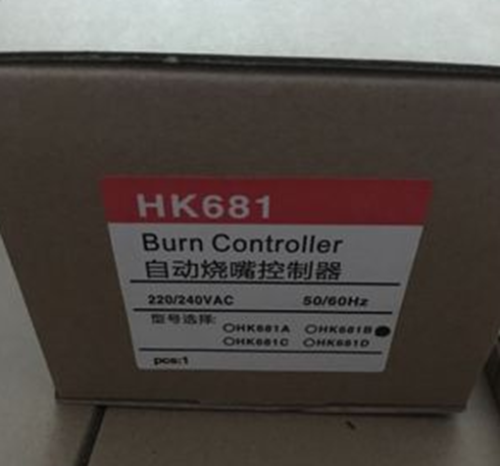 HK681
Burn Controller
自动烧嘴控制器
220/240VAC 50/60Hz
型号选择: ○HK681A ○HK681B●
○HK681C ○HK681D
pcs:1